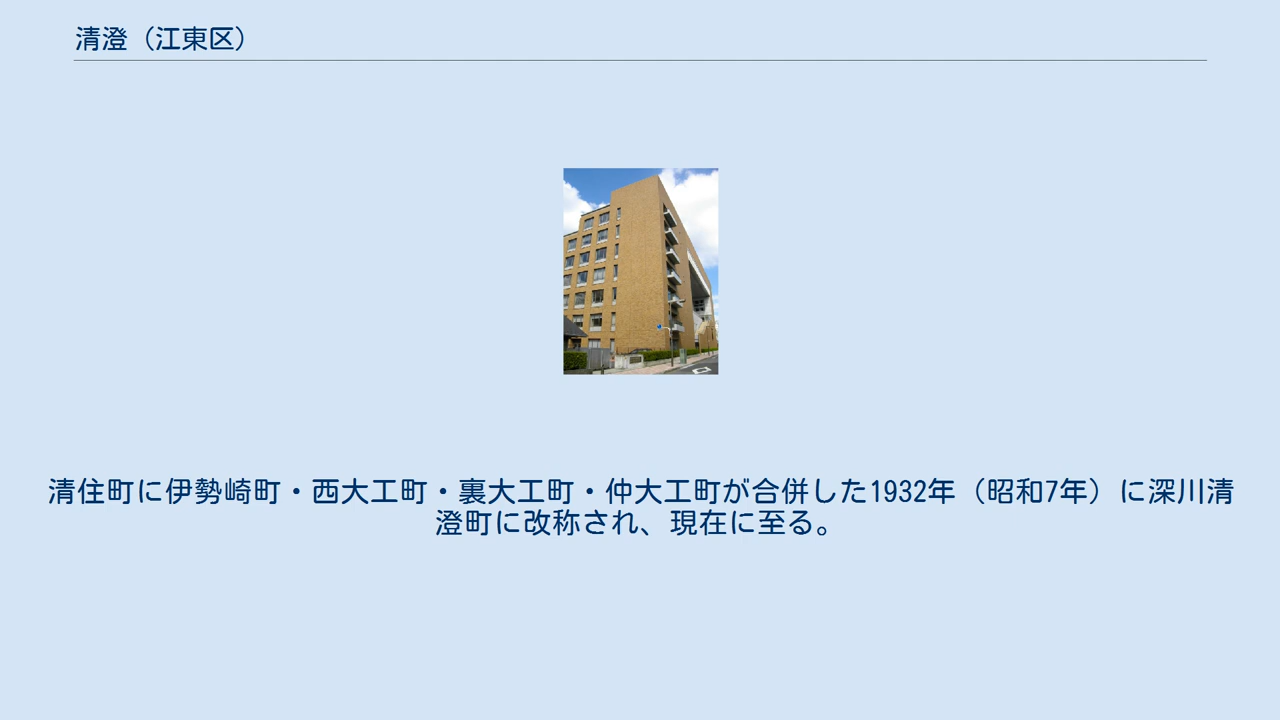 清澄（江東区）
清住町に伊勢崎町・西大工町・裏大工町・仲大工町が合併した1932年（昭和7年）に深川清
澄町に改称され、現在に至る。